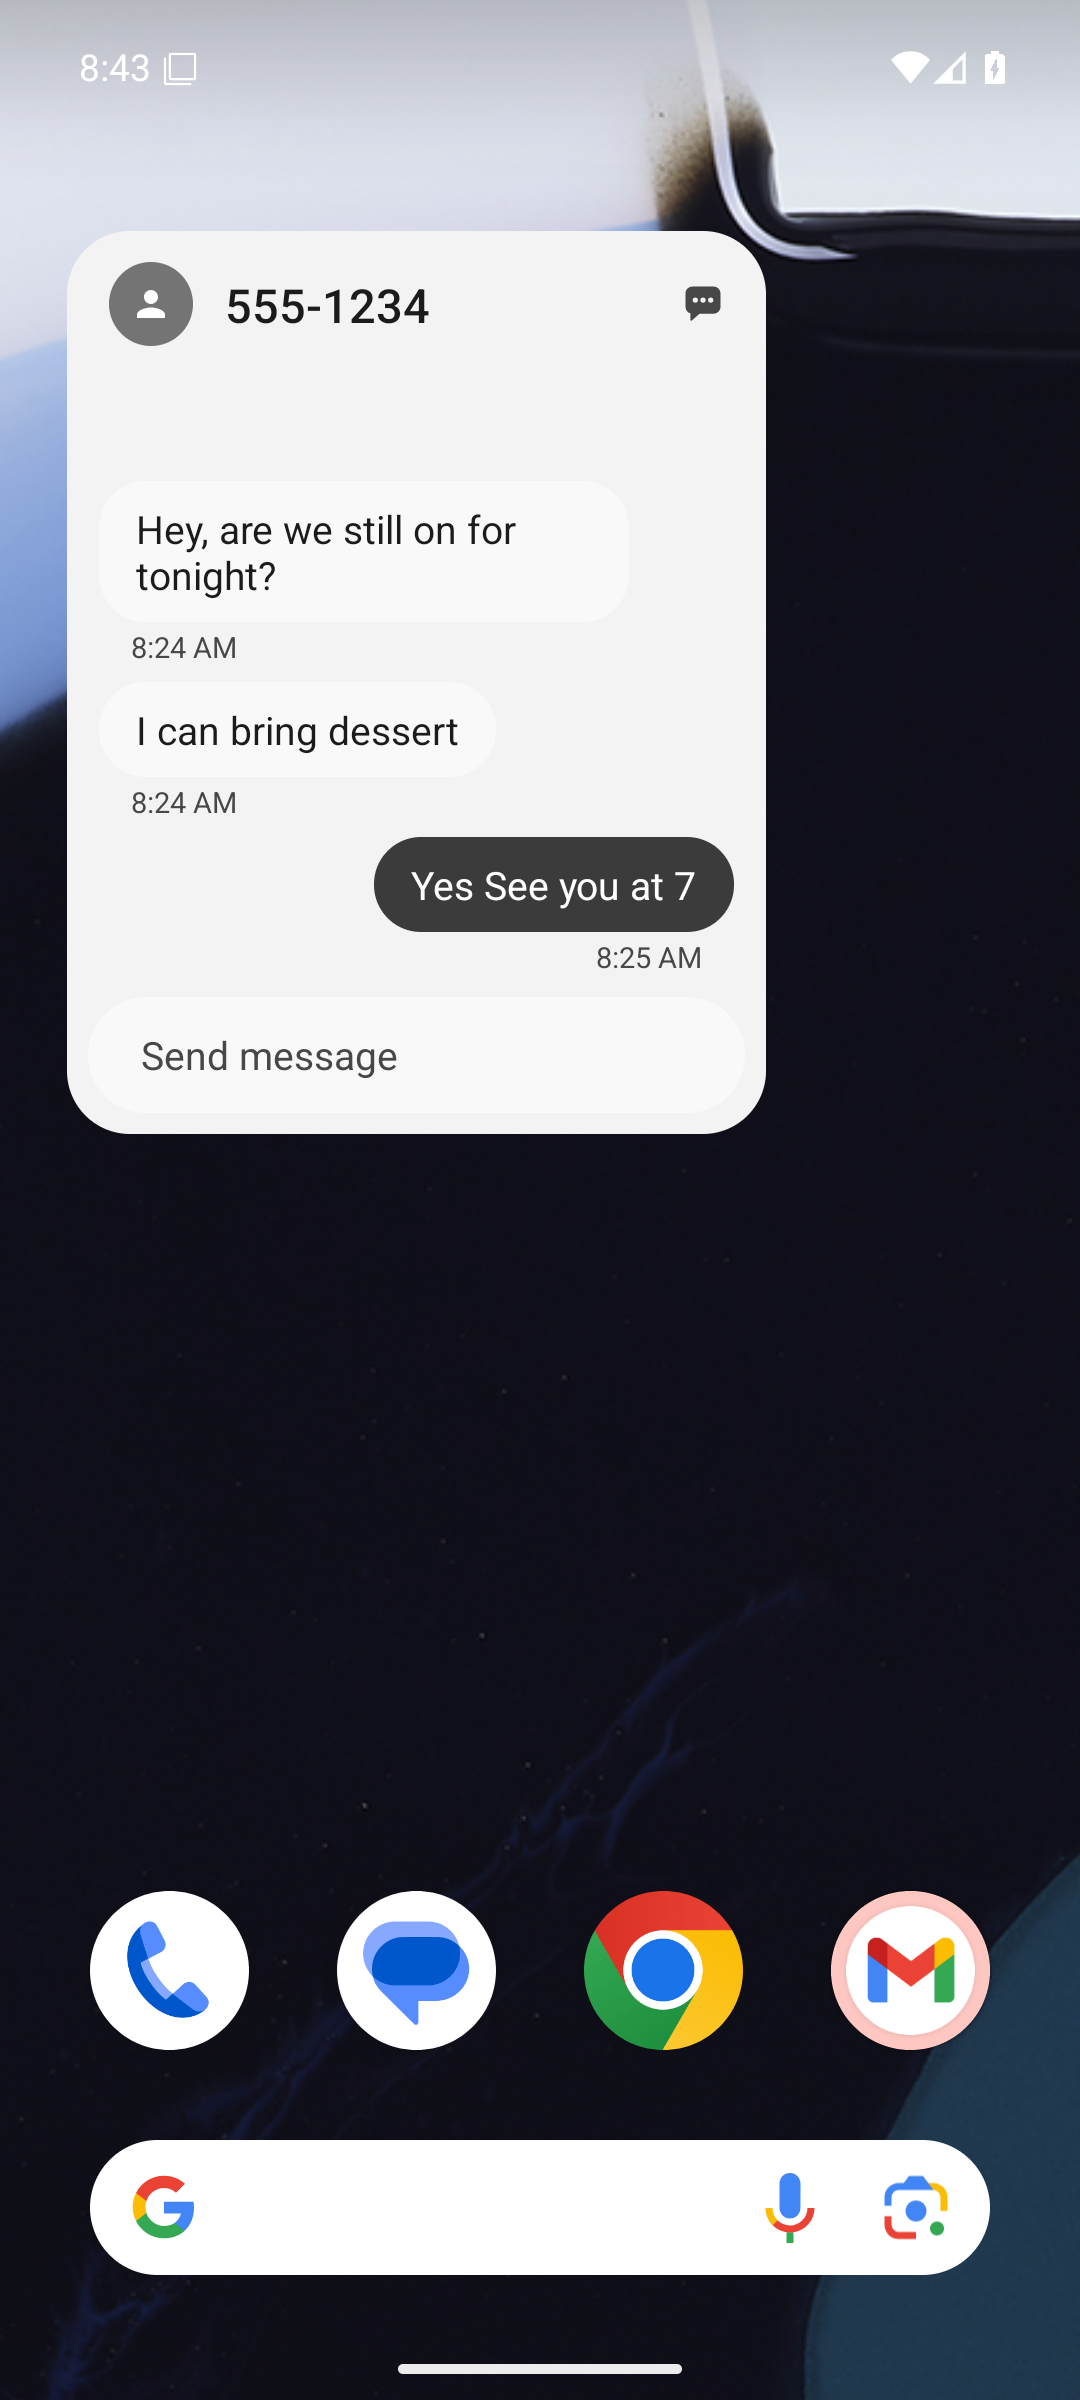 8:43
555-1234
Hey, are we still on for
tonight?
8:24 AM
I can bring dessert
8:24 AM
Yes See you at 7
8:25 AM
Send message